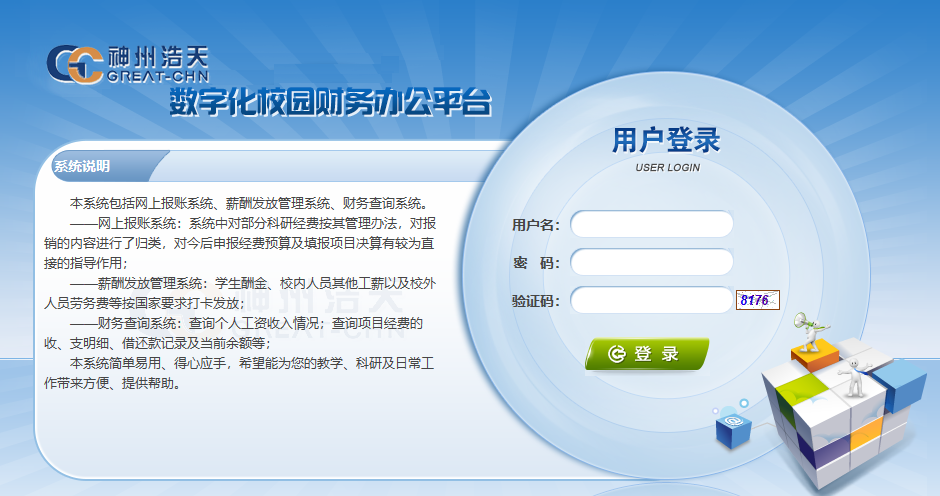 神州浩天
GREAT-CHN
数字化校园财务办公平台
系统说明
本系统包括网上报账系统、薪酬发放管理系统、财务查询系统。
——网上报账系统：系统中对部分科研经费按其管理办法，对报
销的内容进行了归类，对今后申报经费预算及填报项目决算有较为直
接的指导作用；
——薪酬发放管理系统：学生酬金、校内人员其他工薪以及校外
人员劳务费等按国家要求打卡发放；
——财务查询系统：查询个人工资收入情况；查询项目经费的
收、支明细、借还款记录及当前余额等；
本系统简单易用、得心应手，希望能为您的教学、科研及日常工
作带来方便、提供帮助。
神州浩天
GREAT-CHN
用户登录
USER LOGIN
用户名：
密 码：
验证码：
8176
登 录
@